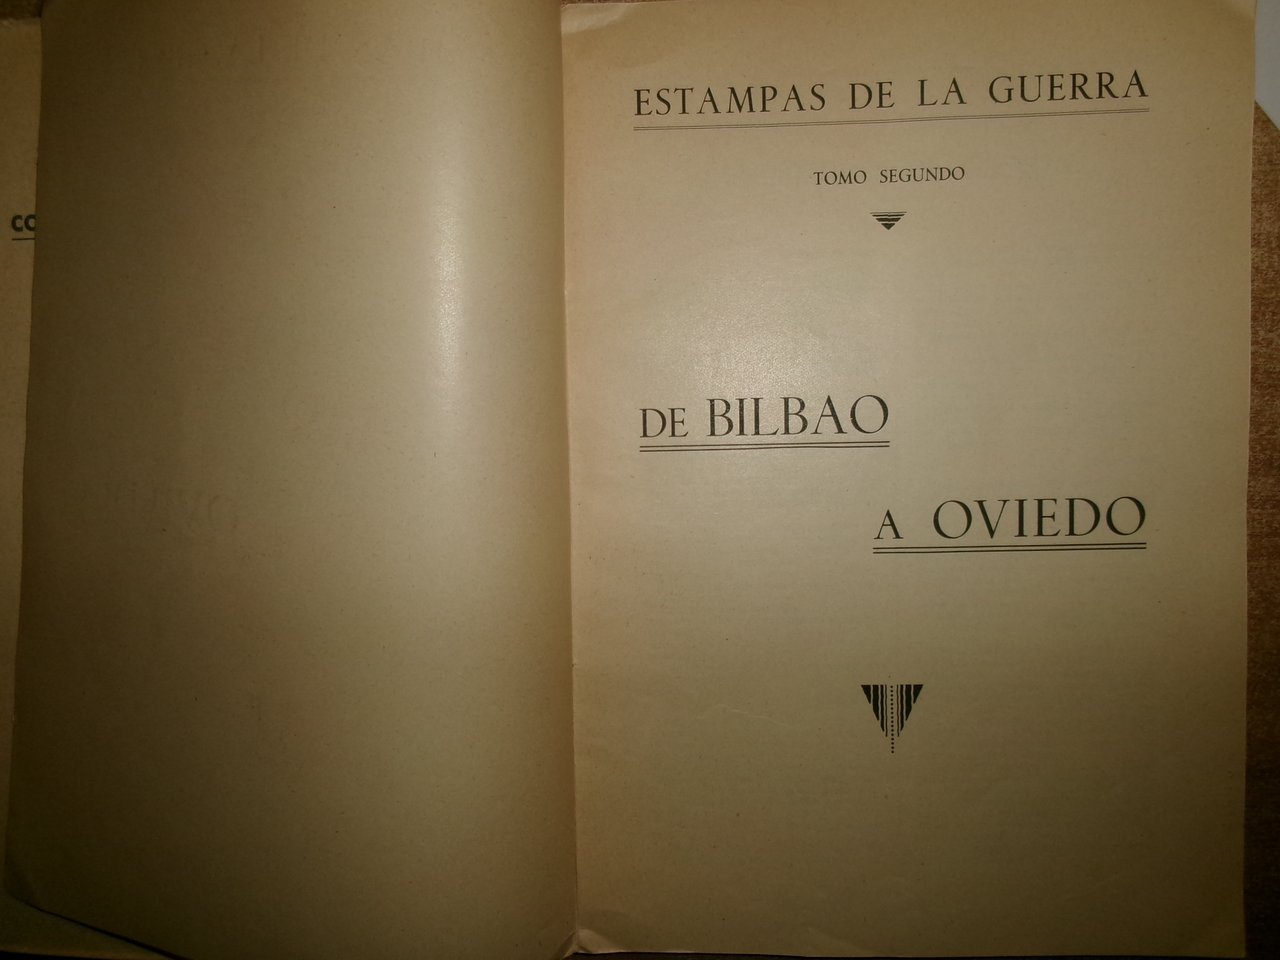 ESTAMPAS DE LA GUERRA
TOMO SEGUNDO
DE BILBAO
A OVIEDO